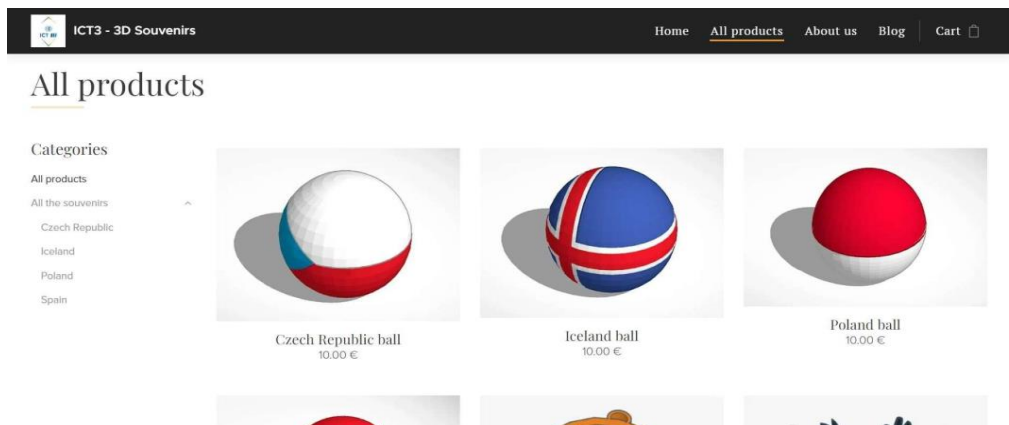 ICT3 - 3D Souvenirs
Home All products About us Blog Cart
All products
Categories
All products
All the souvenirs
Czech Republic
Iceland
Poland
Spain
Czech Republic ball
10.00 €
Iceland ball
10.00 €
Poland ball
10.00 €